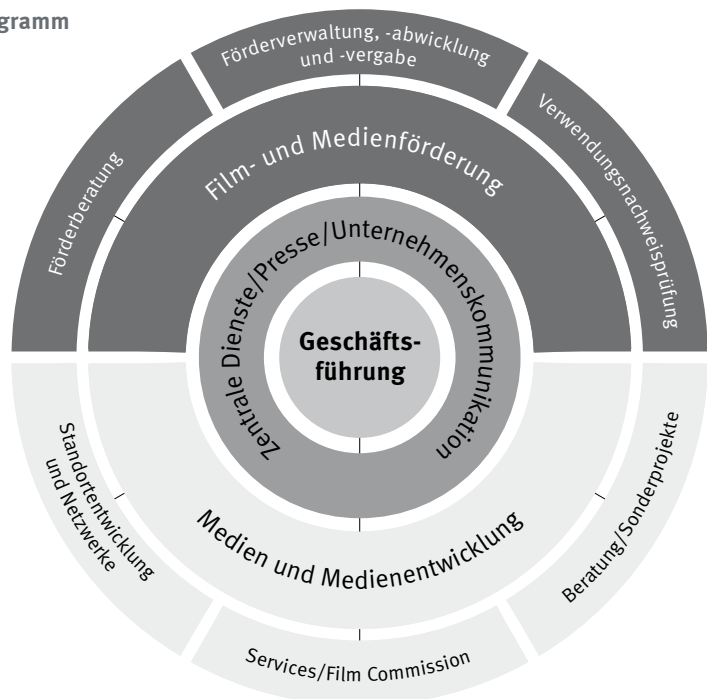 ogramm
Förderverwaltung, -abwicklung
und -vergabe
Förderberatung
Verwendungsnachweisprüfung
Film- und Medienförderung
Zentrale Dienste/Presse/Unternehmenskommunikation
Geschäfts-
führung
Medien und Medienentwicklung
Standortentwicklung
und Netzwerke
Services/Film Commission
Beratung/Sonderprojekte